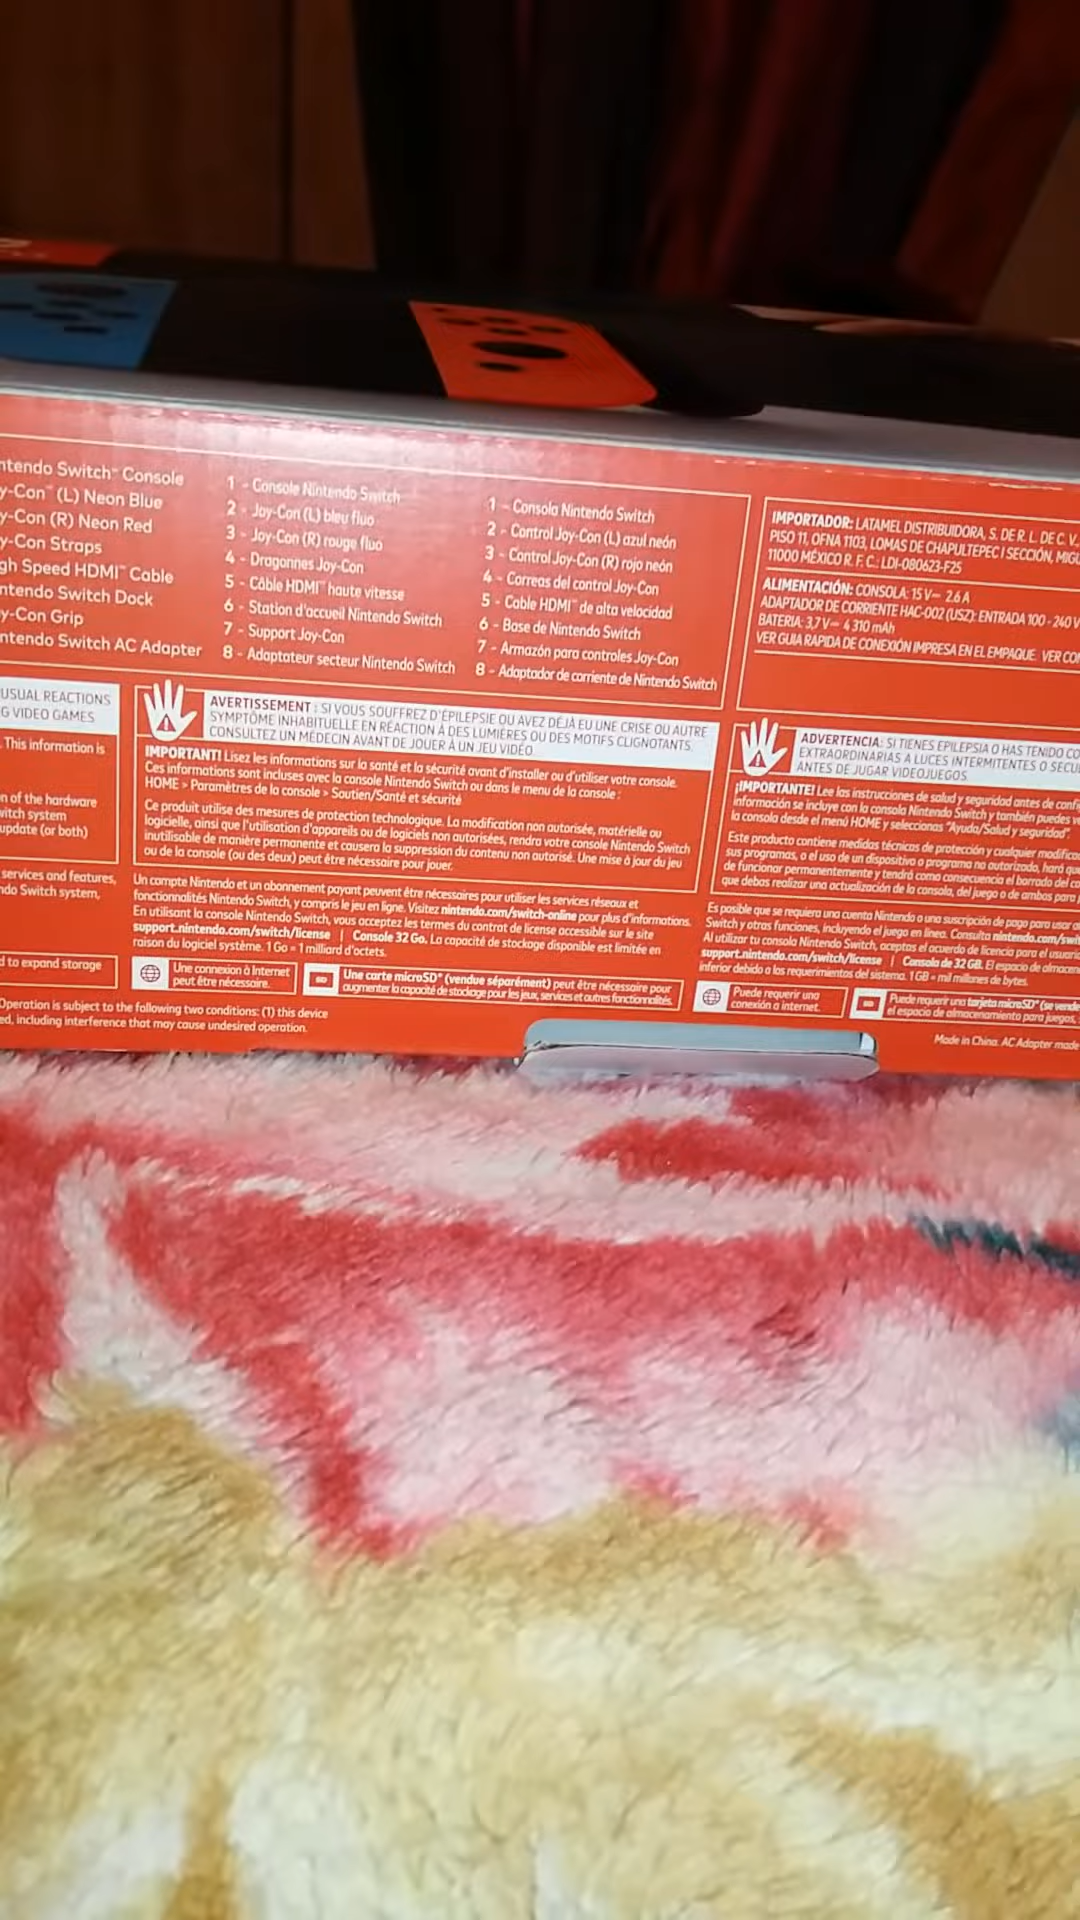 ntendo Switch™ Console
y-Con™ (L) Neon Blue
y-Con (R) Neon Red
y-Con Straps
gh Speed HDMI™ Cable
ntendo Switch Dock
y-Con Grip
ntendo Switch AC Adapter
1 - Console Nintendo Switch
2 - Joy-Con (L) bleu fluo
3 - Joy-Con (R) rouge fluo
4 - Dragonnes Joy-Con
5 - Câble HDMI™ haute vitesse
6 - Station d'accueil Nintendo Switch
7 - Support Joy-Con
8 - Adaptateur secteur Nintendo Switch
1 - Consola Nintendo Switch
2 - Control Joy-Con (L) azul neón
3 - Control Joy-Con (R) rojo neón
4 - Correas del control Joy-Con
5 - Cable HDMI™ de alta velocidad
6 - Base de Nintendo Switch
7 - Armazón para controles Joy-Con
8 - Adaptador de corriente de Nintendo Switch
IMPORTADOR: LATAMEL DISTRIBUIDORA, S. DE R. L. DE C. V.,
PISO 11, OFNA 1103, LOMAS DE CHAPULTEPEC I SECCIÓN, MIGU
11000 MÉXICO R. F. C.: LDI-080623-F25
ALIMENTACIÓN: CONSOLA: 15 V⎓ 2.6 A
ADAPTADOR DE CORRIENTE HAC-002 (USZ): ENTRADA 100 - 240 V
BATERIA: 3,7 V⎓ 4 310 mAh
VER GUIA RAPIDA DE CONEXIÓN IMPRESA EN EL EMPAQUE. VER CON
USUAL REACTIONS
G VIDEO GAMES
. This information is
n of the hardware
witch system
update (or both)
services and features,
ndo Switch system,
d to expand storage
Operation is subject to the following two conditions: (1) this device
ed, including interference that may cause undesired operation.
AVERTISSEMENT : SI VOUS SOUFFREZ D'ÉPILEPSIE OU AVEZ DÉJÀ EU UNE CRISE OU AUTRE
SYMPTÔME INHABITUELLE EN RÉACTION À DES LUMIÈRES OU DES MOTIFS CLIGNOTANTS,
CONSULTEZ UN MÉDECIN AVANT DE JOUER À UN JEU VIDÉO.
IMPORTANT! Lisez les informations sur la santé et la sécurité avant d'installer ou d'utiliser votre console.
Ces informations sont incluses avec la console Nintendo Switch ou dans le menu de la console :
HOME > Paramètres de la console > Soutien/Santé et sécurité
Ce produit utilise des mesures de protection technologique. La modification non autorisée, matérielle ou
logicielle, ainsi que l'utilisation d'appareils ou de logiciels non autorisées, rendra votre console Nintendo Switch
inutilisable de manière permanente et causera la suppression du contenu non autorisé. Une mise à jour du jeu
ou de la console (ou des deux) peut être nécessaire pour jouer.
Un compte Nintendo et un abonnement payant peuvent être nécessaires pour utiliser les services réseaux et
fonctionnalités Nintendo Switch, y compris le jeu en ligne. Visitez nintendo.com/switch-online pour plus d'informations.
En utilisant la console Nintendo Switch, vous acceptez les termes du contrat de license accessible sur le site
support.nintendo.com/switch/license | Console 32 Go. La capacité de stockage disponible est limitée en
raison du logiciel système. 1 Go = 1 milliard d'octets.
Une connexion à Internet
peut être nécessaire.
Une carte microSD* (vendue séparément) peut être nécessaire pour
augmenter la capacité de stockage pour les jeux, services et autres fonctionnalités.
ADVERTENCIA: SI TIENES EPILEPSIA O HAS TENIDO CO
EXTRAORDINARIAS A LUCES INTERMITENTES O SECU
ANTES DE JUGAR VIDEOJUEGOS.
¡IMPORTANTE! Lee las instrucciones de salud y seguridad antes de confi
información se incluye con la consola Nintendo Switch y también puedes ve
la consola desde el menú HOME y seleccionas "Ayuda/Salud y seguridad".
Este producto contiene medidas técnicas de protección y cualquier modificac
sus programas, o el uso de un dispositivo o programa no autorizado, hará que
de funcionar permanentemente y tendrá como consecuencia el borrado del co
que debas realizar una actualización de la consola, del juego o de ambos para j
Es posible que se requiera una cuenta Nintendo o una suscripción de pago para usar
Switch y otras funciones, incluyendo el juego en línea. Consulta nintendo.com/swit
Al utilizar tu consola Nintendo Switch, aceptas el acuerdo de licencia para el usuario
support.nintendo.com/switch/license | Consola de 32 GB. El espacio de almacen
inferior debido a los requerimientos del sistema. 1 GB = mil millones de bytes.
Puede requerir una
conexión a internet.
Puede requerir una tarjeta microSD* (se vende
el espacio de almacenamiento para juegos,
Made in China. AC Adapter made